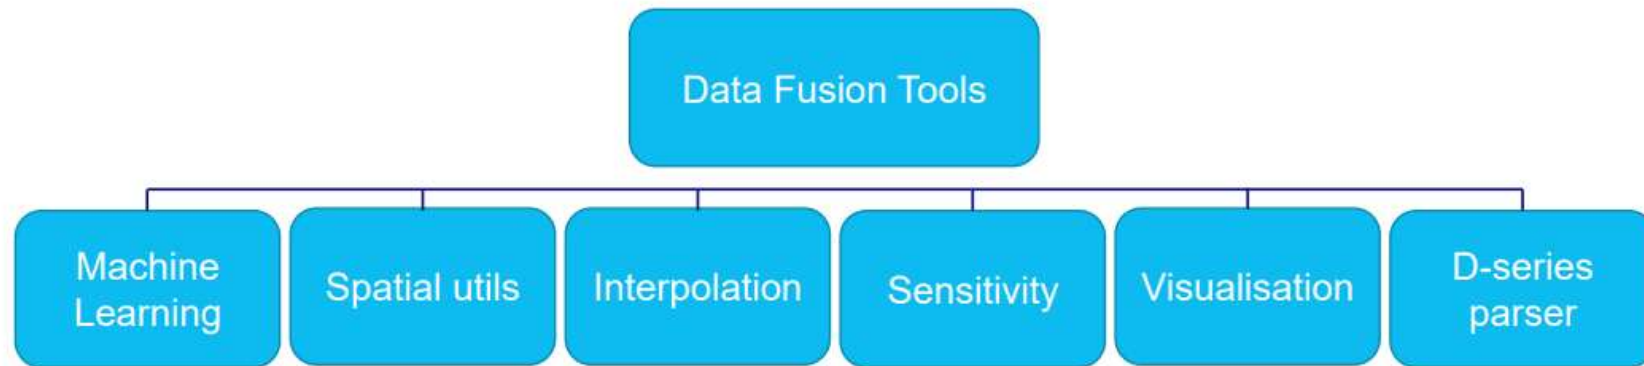 Data Fusion Tools
Machine
Learning
Spatial utils
Interpolation
Sensitivity
Visualisation
D-series
parser